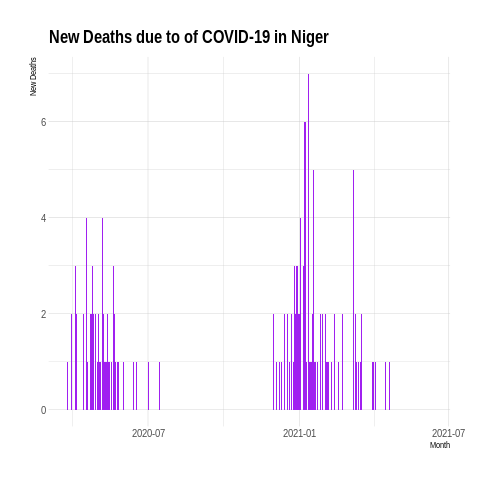 New Deaths due to of COVID-19 in Niger
New Deaths
6
4
2
0
2020-07
2021-01
2021-07
Month